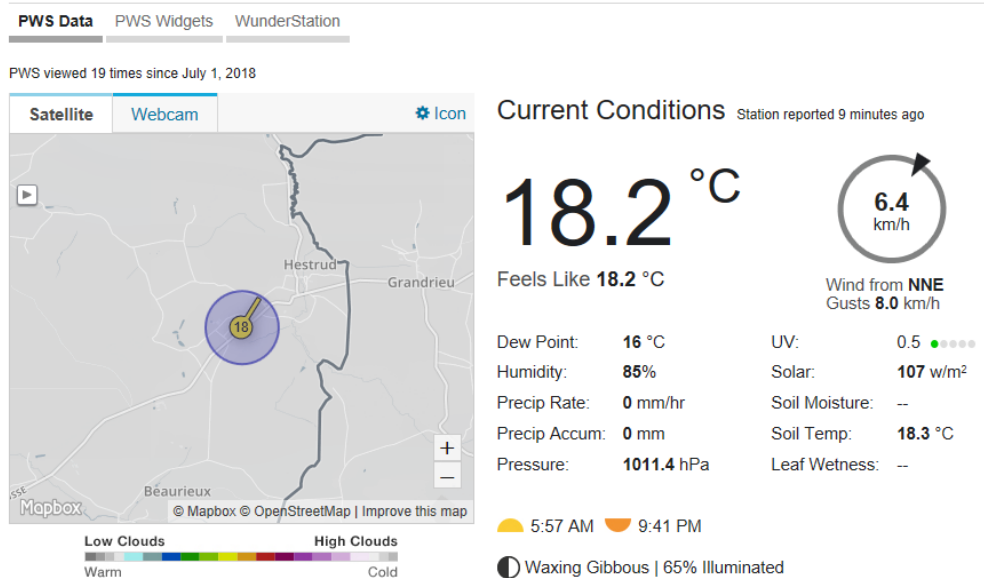 PWS Data PWS Widgets WunderStation
PWS viewed 19 times since July 1, 2018
Satellite Webcam Icon
Hestrud
Grandrieu
18
Beaurieux
SSE
Mapbox
© Mapbox © OpenStreetMap | Improve this map
+
−
Low Clouds High Clouds
Warm Cold
Current Conditions Station reported 9 minutes ago
18.2 °C
Feels Like 18.2 °C
6.4
km/h
Wind from NNE
Gusts 8.0 km/h
Dew Point: 16 °C
Humidity: 85%
Precip Rate: 0 mm/hr
Precip Accum: 0 mm
Pressure: 1011.4 hPa
UV: 0.5
Solar: 107 w/m²
Soil Moisture: --
Soil Temp: 18.3 °C
Leaf Wetness: --
5:57 AM 9:41 PM
Waxing Gibbous | 65% Illuminated